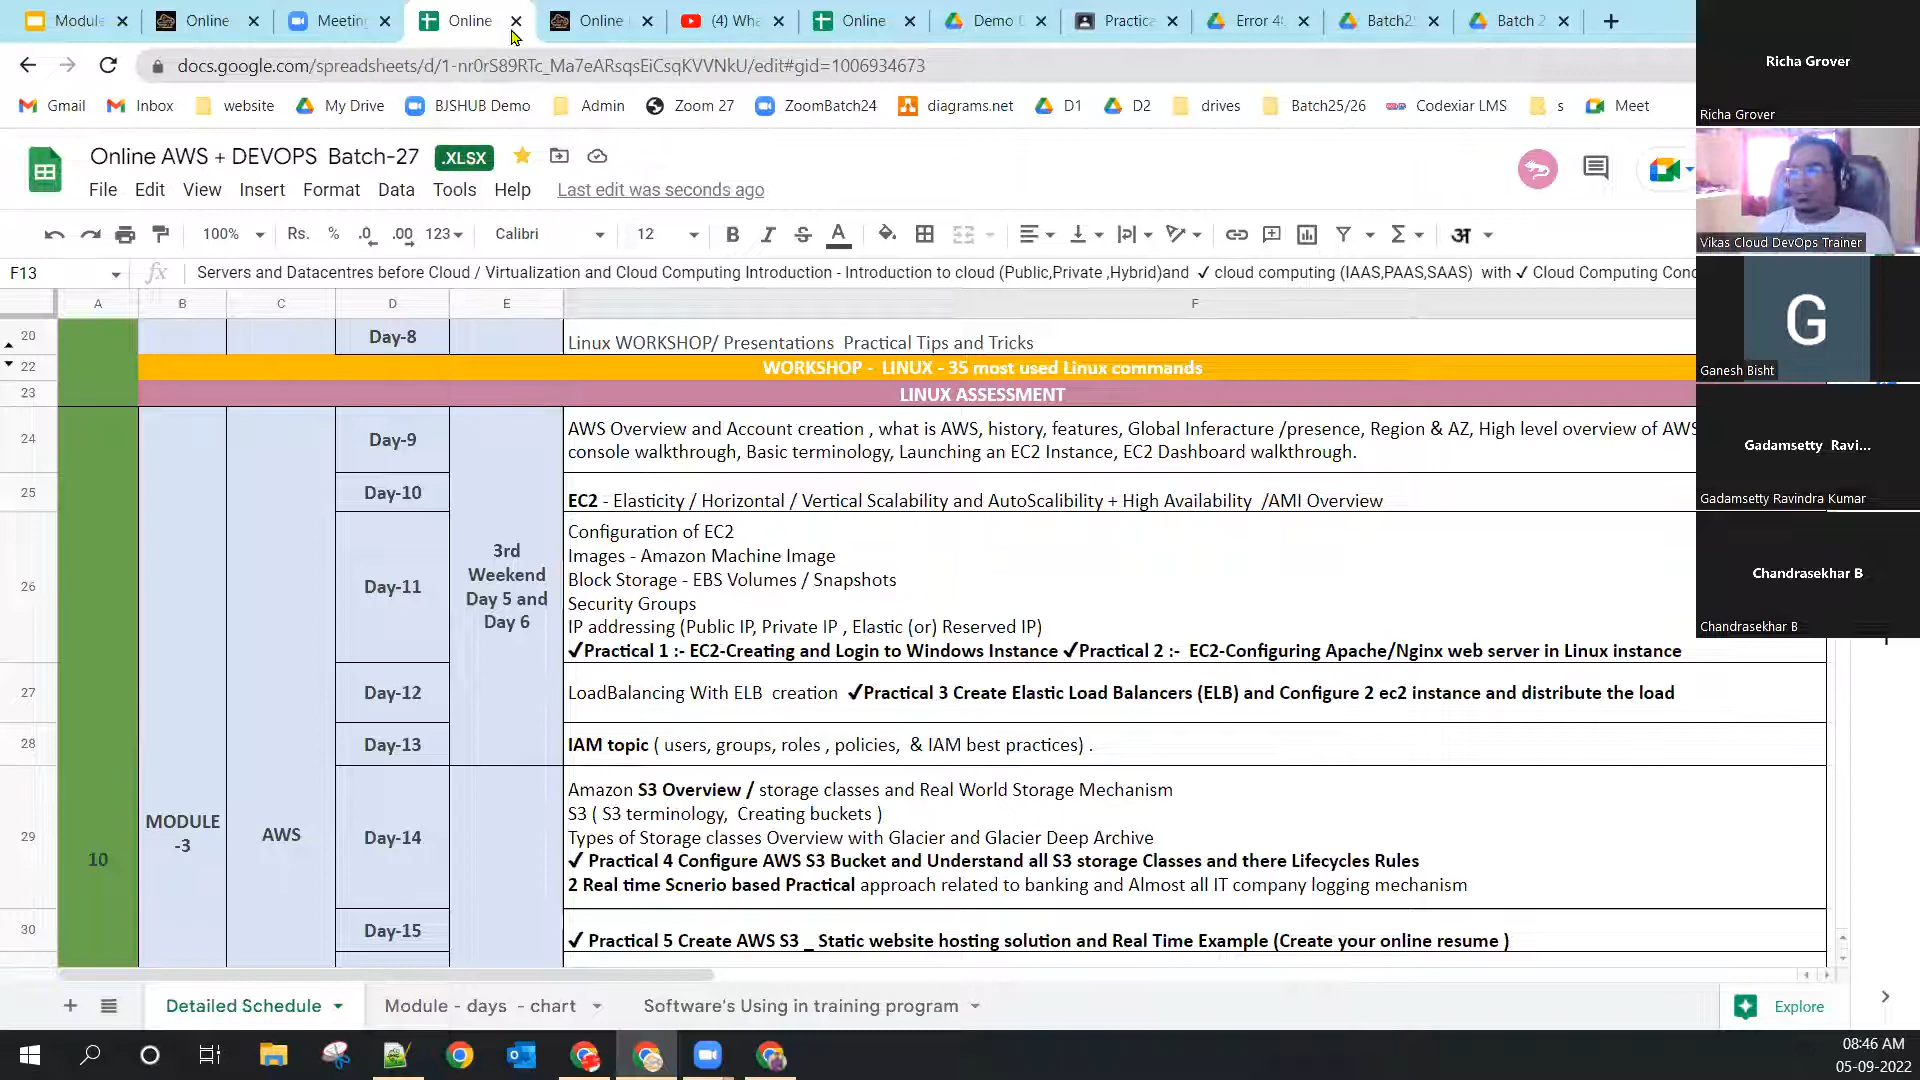 Module
Online
Meeting
Online
Online
(4) Wha
Online
Demo
Practica
Error 4
Batch2
Batch 2
docs.google.com/spreadsheets/d/1-nr0rS89RTc_Ma7eARsqsEiCsqKVVNkU/edit#gid=1006934673
Gmail
Inbox
website
My Drive
BJSHUB Demo
Admin
Zoom 27
ZoomBatch24
diagrams.net
D1
D2
drives
Batch25/26
Codexiar LMS
s
Meet
Online AWS + DEVOPS Batch-27
.XLSX
File
Edit
View
Insert
Format
Data
Tools
Help
Last edit was seconds ago
100%
Rs.
%
.0
.00
123
Calibri
12
B
I
S
A
अ
F13
fx
Servers and Datacentres before Cloud / Virtualization and Cloud Computing Introduction - Introduction to cloud (Public,Private ,Hybrid)and ✓ cloud computing (IAAS,PAAS,SAAS) with ✓ Cloud Computing Conc
A
B
C
D
E
F
20
Day-8
Linux WORKSHOP/ Presentations Practical Tips and Tricks
22
WORKSHOP - LINUX - 35 most used Linux commands
23
LINUX ASSESSMENT
24
Day-9
AWS Overview and Account creation , what is AWS, history, features, Global Inferacture /presence, Region & AZ, High level overview of AWS
console walkthrough, Basic terminology, Launching an EC2 Instance, EC2 Dashboard walkthrough.
25
Day-10
EC2 - Elasticity / Horizontal / Vertical Scalability and AutoScalibility + High Availability /AMI Overview
26
Day-11
3rd
Weekend
Day 5 and
Day 6
Configuration of EC2
Images - Amazon Machine Image
Block Storage - EBS Volumes / Snapshots
Security Groups
IP addressing (Public IP, Private IP , Elastic (or) Reserved IP)
✓Practical 1 :- EC2-Creating and Login to Windows Instance ✓Practical 2 :- EC2-Configuring Apache/Nginx web server in Linux instance
27
Day-12
LoadBalancing With ELB creation ✓Practical 3 Create Elastic Load Balancers (ELB) and Configure 2 ec2 instance and distribute the load
28
Day-13
IAM topic ( users, groups, roles , policies, & IAM best practices) .
10
MODULE
-3
AWS
29
Day-14
Amazon S3 Overview / storage classes and Real World Storage Mechanism
S3 ( S3 terminology, Creating buckets )
Types of Storage classes Overview with Glacier and Glacier Deep Archive
✓ Practical 4 Configure AWS S3 Bucket and Understand all S3 storage Classes and there Lifecycles Rules
2 Real time Scnerio based Practical approach related to banking and Almost all IT company logging mechanism
30
Day-15
✓ Practical 5 Create AWS S3 _ Static website hosting solution and Real Time Example (Create your online resume )
Detailed Schedule
Module - days - chart
Software's Using in training program
Explore
08:46 AM
05-09-2022
Richa Grover
Richa Grover
Vikas Cloud DevOps Trainer
G
Ganesh Bisht
Gadamsetty Ravi...
Gadamsetty Ravindra Kumar
Chandrasekhar B
Chandrasekhar B